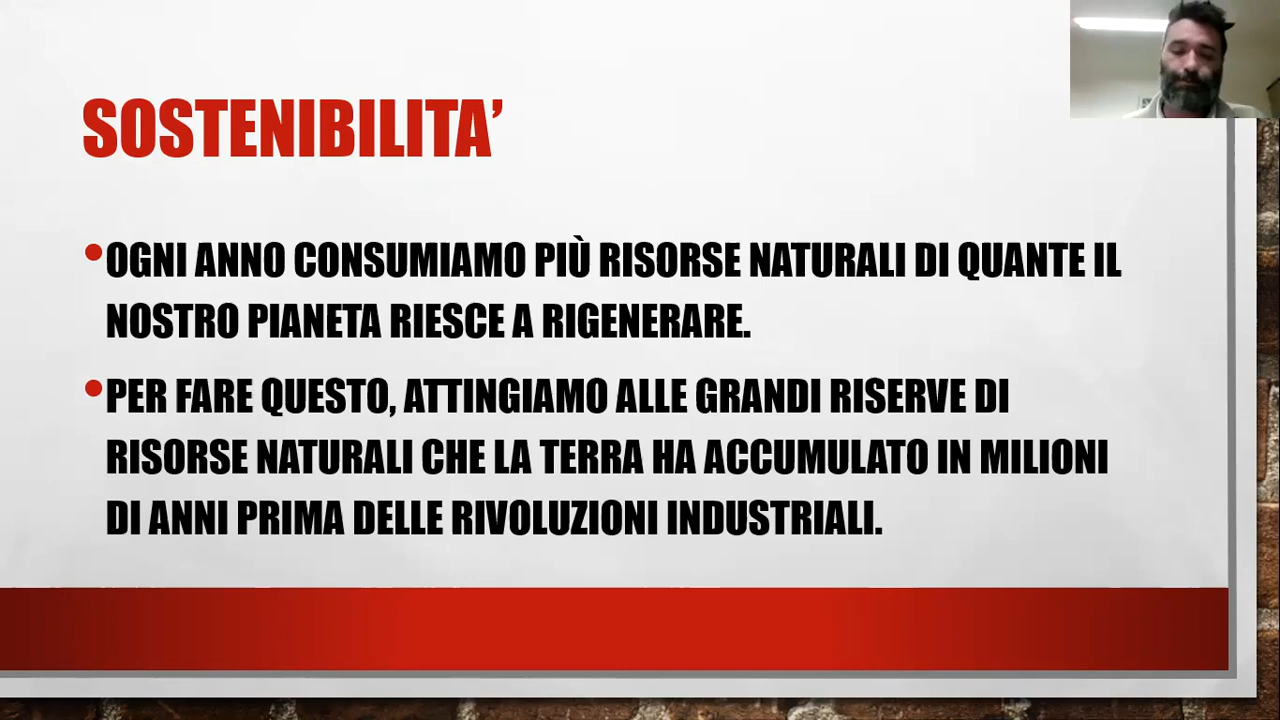 SOSTENIBILITA’
•OGNI ANNO CONSUMIAMO PIÙ RISORSE NATURALI DI QUANTE IL
NOSTRO PIANETA RIESCE A RIGENERARE.
•PER FARE QUESTO, ATTINGIAMO ALLE GRANDI RISERVE DI
RISORSE NATURALI CHE LA TERRA HA ACCUMULATO IN MILIONI
DI ANNI PRIMA DELLE RIVOLUZIONI INDUSTRIALI.